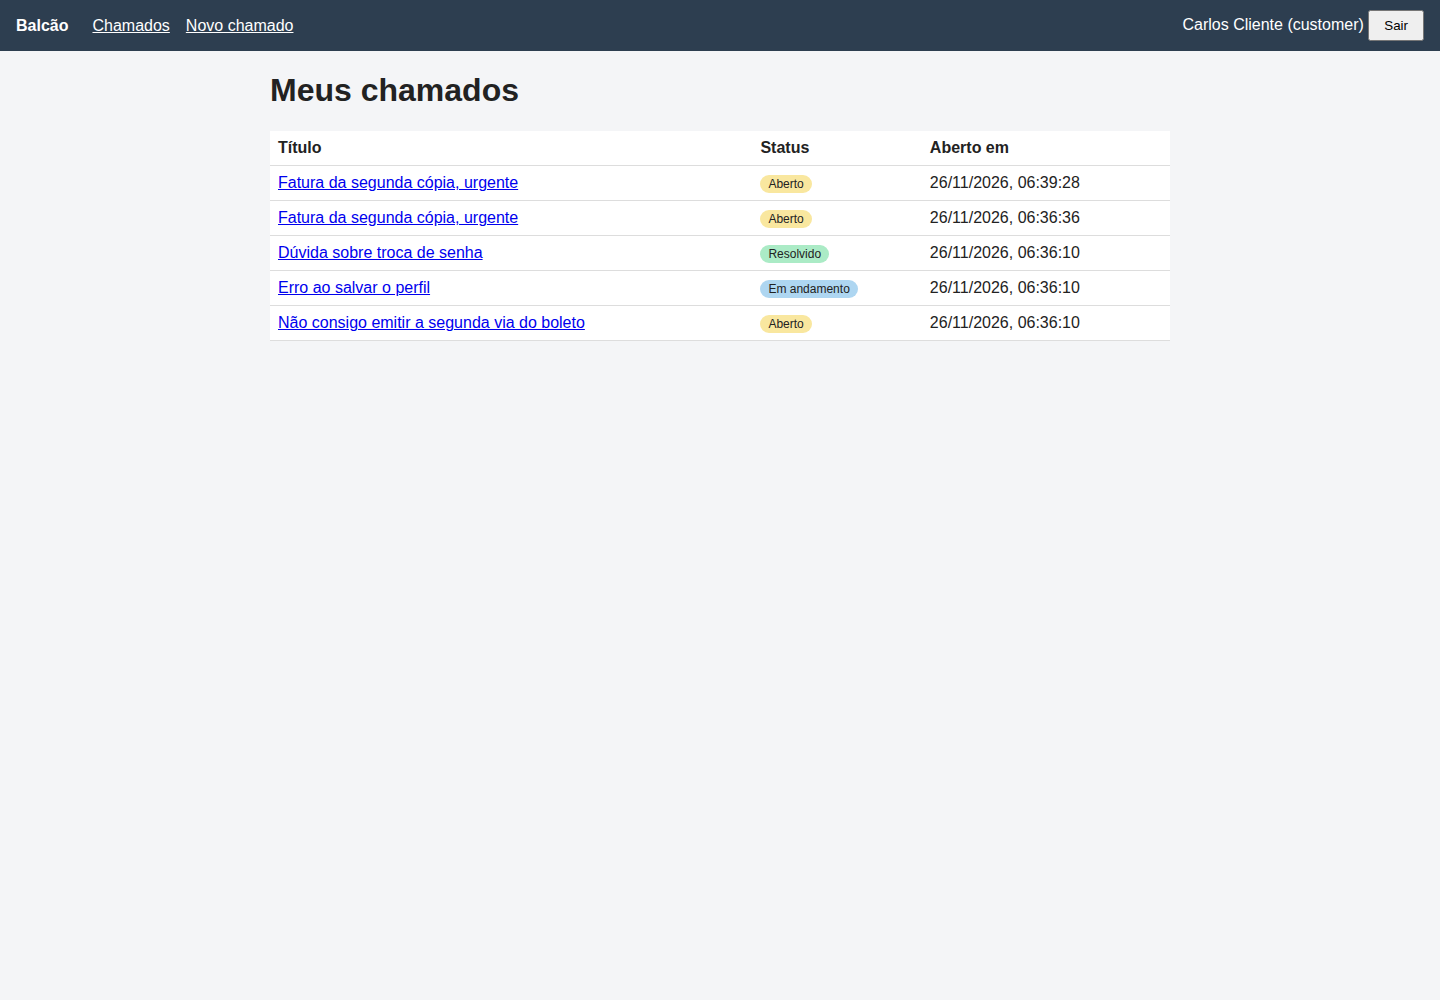 Balcão Chamados Novo chamado Carlos Cliente (customer) Sair
Meus chamados
Título Status Aberto em
Fatura da segunda cópia, urgente Aberto 26/11/2026, 06:39:28
Fatura da segunda cópia, urgente Aberto 26/11/2026, 06:36:36
Dúvida sobre troca de senha Resolvido 26/11/2026, 06:36:10
Erro ao salvar o perfil Em andamento 26/11/2026, 06:36:10
Não consigo emitir a segunda via do boleto Aberto 26/11/2026, 06:36:10